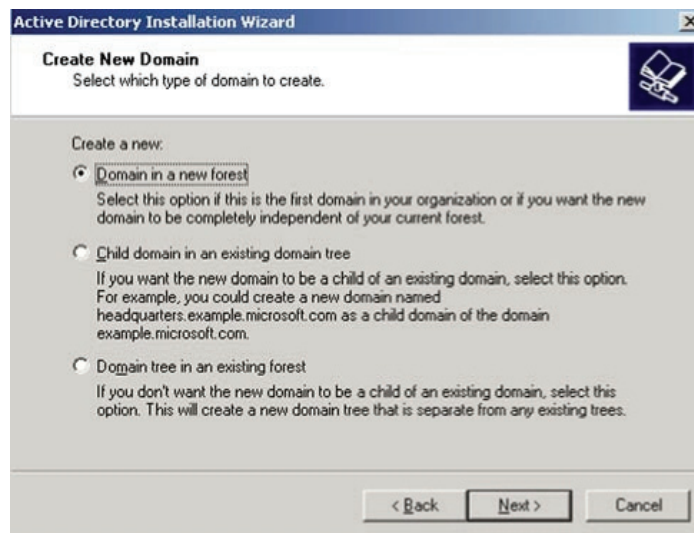 Active Directory Installation Wizard
Create New Domain
Select which type of domain to create.
Create a new:
Domain in a new forest
Select this option if this is the first domain in your organization or if you want the new
domain to be completely independent of your current forest.
Child domain in an existing domain tree
If you want the new domain to be a child of an existing domain, select this option.
For example, you could create a new domain named
headquarters.example.microsoft.com as a child domain of the domain
example.microsoft.com.
Domain tree in an existing forest
If you don't want the new domain to be a child of an existing domain, select this
option. This will create a new domain tree that is separate from any existing trees.
< Back Next > Cancel